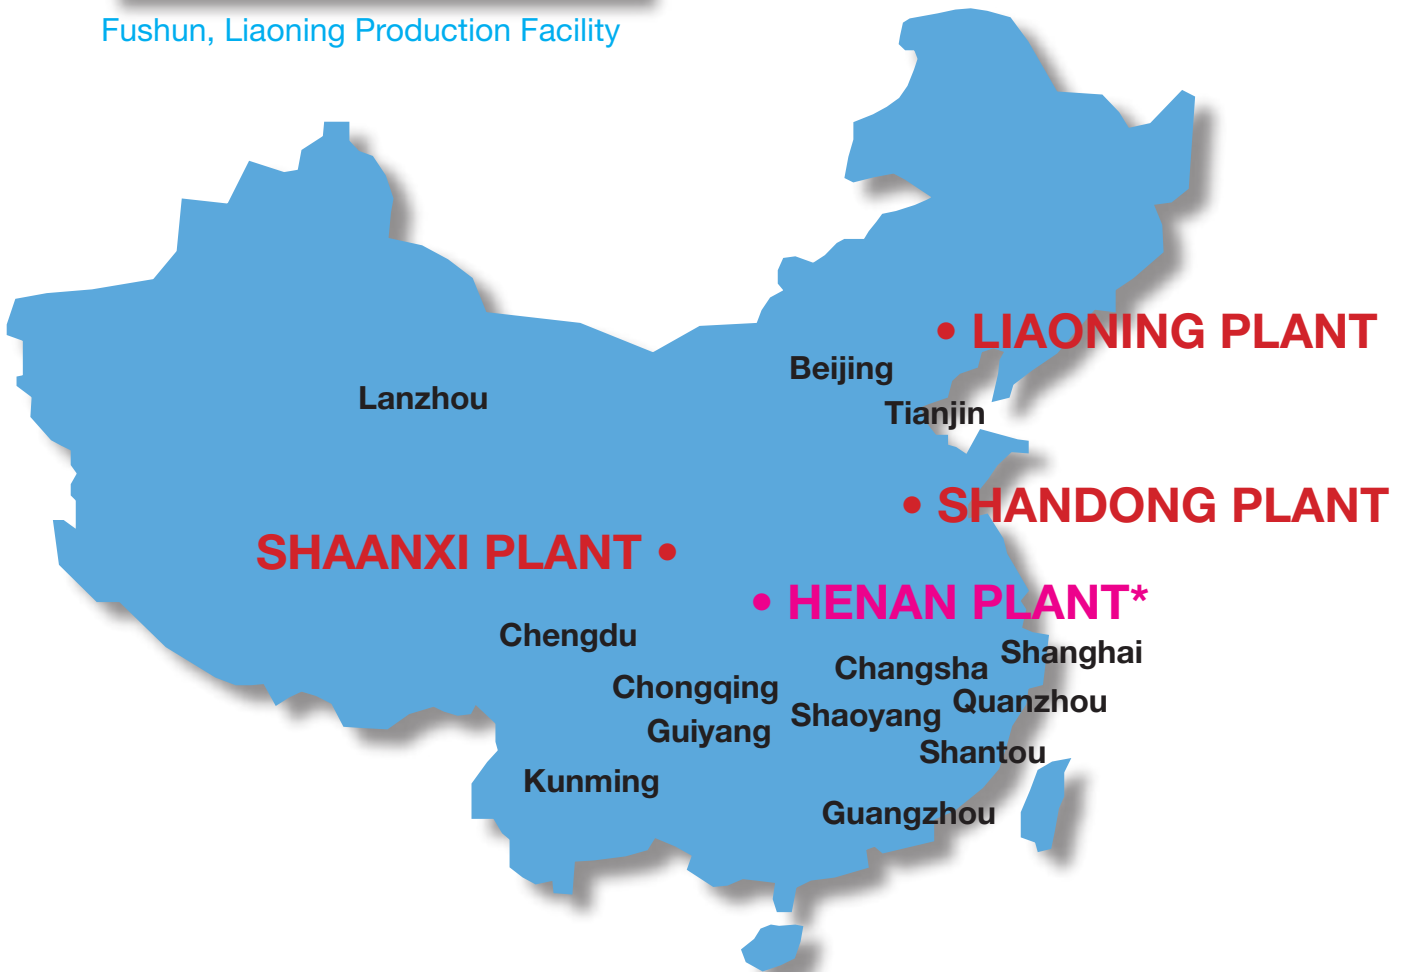 Fushun, Liaoning Production Facility
• LIAONING PLANT
Beijing
Lanzhou
Tianjin
• SHANDONG PLANT
SHAANXI PLANT •
• HENAN PLANT*
Chengdu
Shanghai
Changsha
Chongqing
Quanzhou
Shaoyang
Guiyang
Shantou
Kunming
Guangzhou